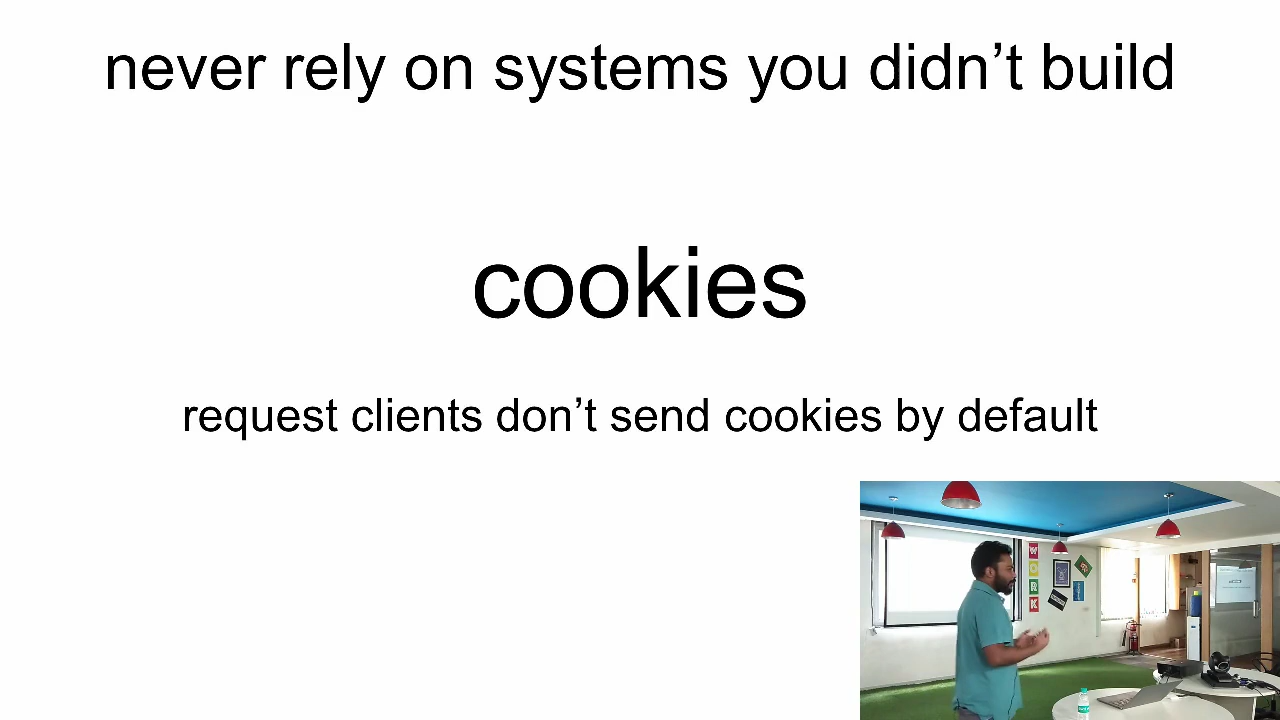 never rely on systems you didn’t build
cookies
request clients don’t send cookies by default
W
O
R
K